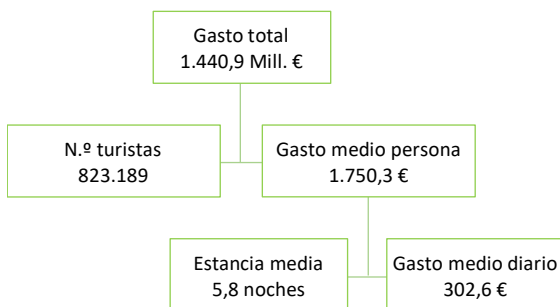 Gasto total
1.440,9 Mill. €
N.º turistas
823.189
Gasto medio persona
1.750,3 €
Estancia media
5,8 noches
Gasto medio diario
302,6 €